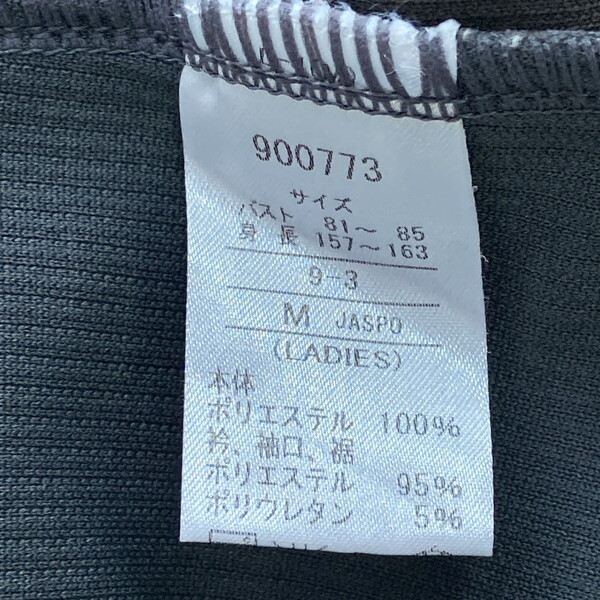 900773
サイズ
バスト 81～ 85
身 長 157～163
9-3
M JASPO
(LADIES)
本体
ポリエステル 100%
衿、袖口、裾
ポリエステル 95%
ポリウレタン 5%